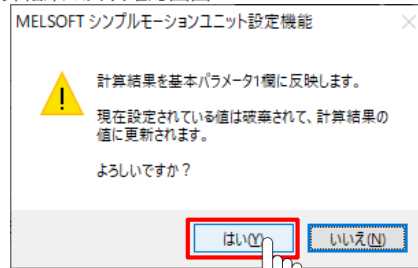 MELSOFT シンプルモーションユニット設定機能
計算結果を基本パラメータ1欄に反映します。
現在設定されている値は破棄されて、計算結果の
値に更新されます。
よろしいですか？
はい(Y)
いいえ(N)